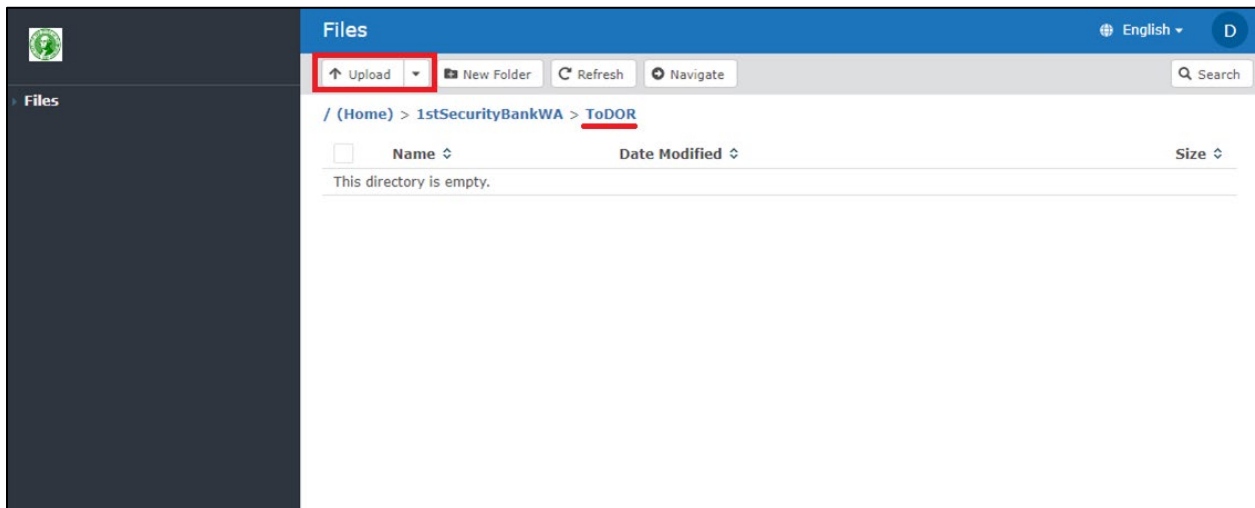 Files
English
D
Upload
New Folder
Refresh
Navigate
Search
Files
/ (Home) > 1stSecurityBankWA > ToDOR
Name
Date Modified
Size
This directory is empty.